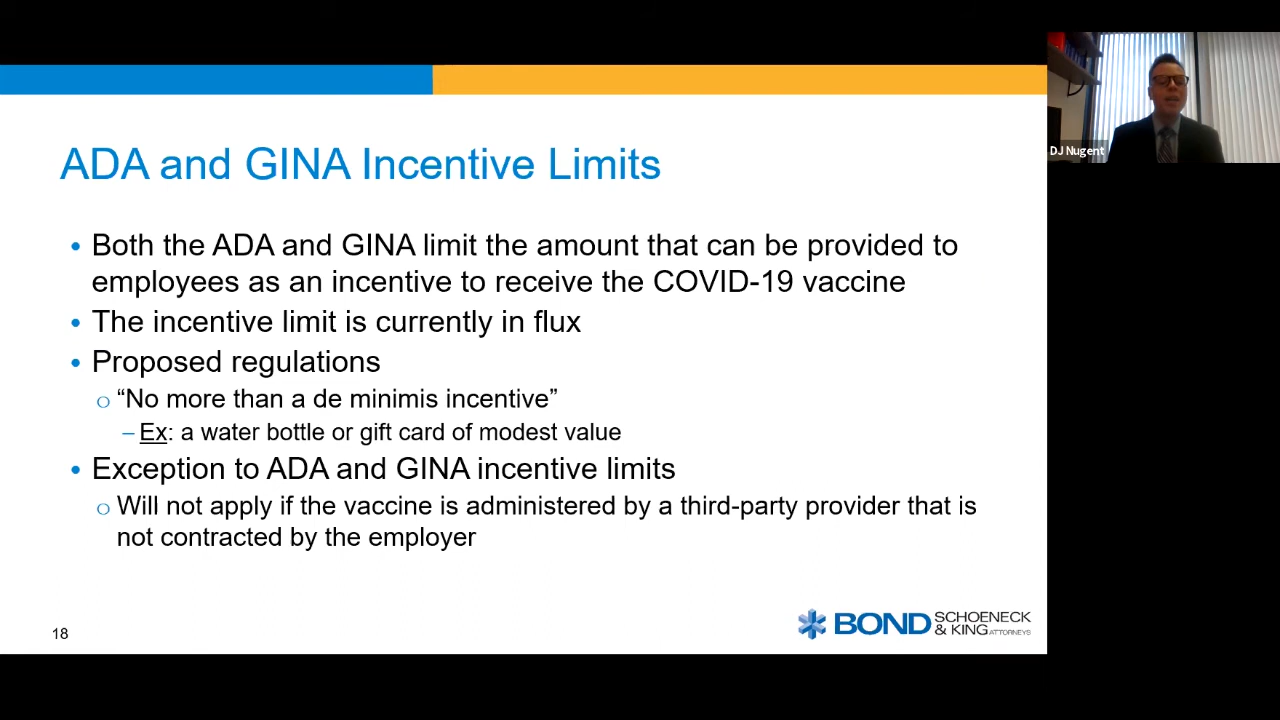 ADA and GINA Incentive Limits
• Both the ADA and GINA limit the amount that can be provided to
employees as an incentive to receive the COVID-19 vaccine
• The incentive limit is currently in flux
• Proposed regulations
o “No more than a de minimis incentive”
– Ex: a water bottle or gift card of modest value
• Exception to ADA and GINA incentive limits
o Will not apply if the vaccine is administered by a third-party provider that is
not contracted by the employer
18
BOND SCHOENECK
& KING ATTORNEYS
DJ Nugent